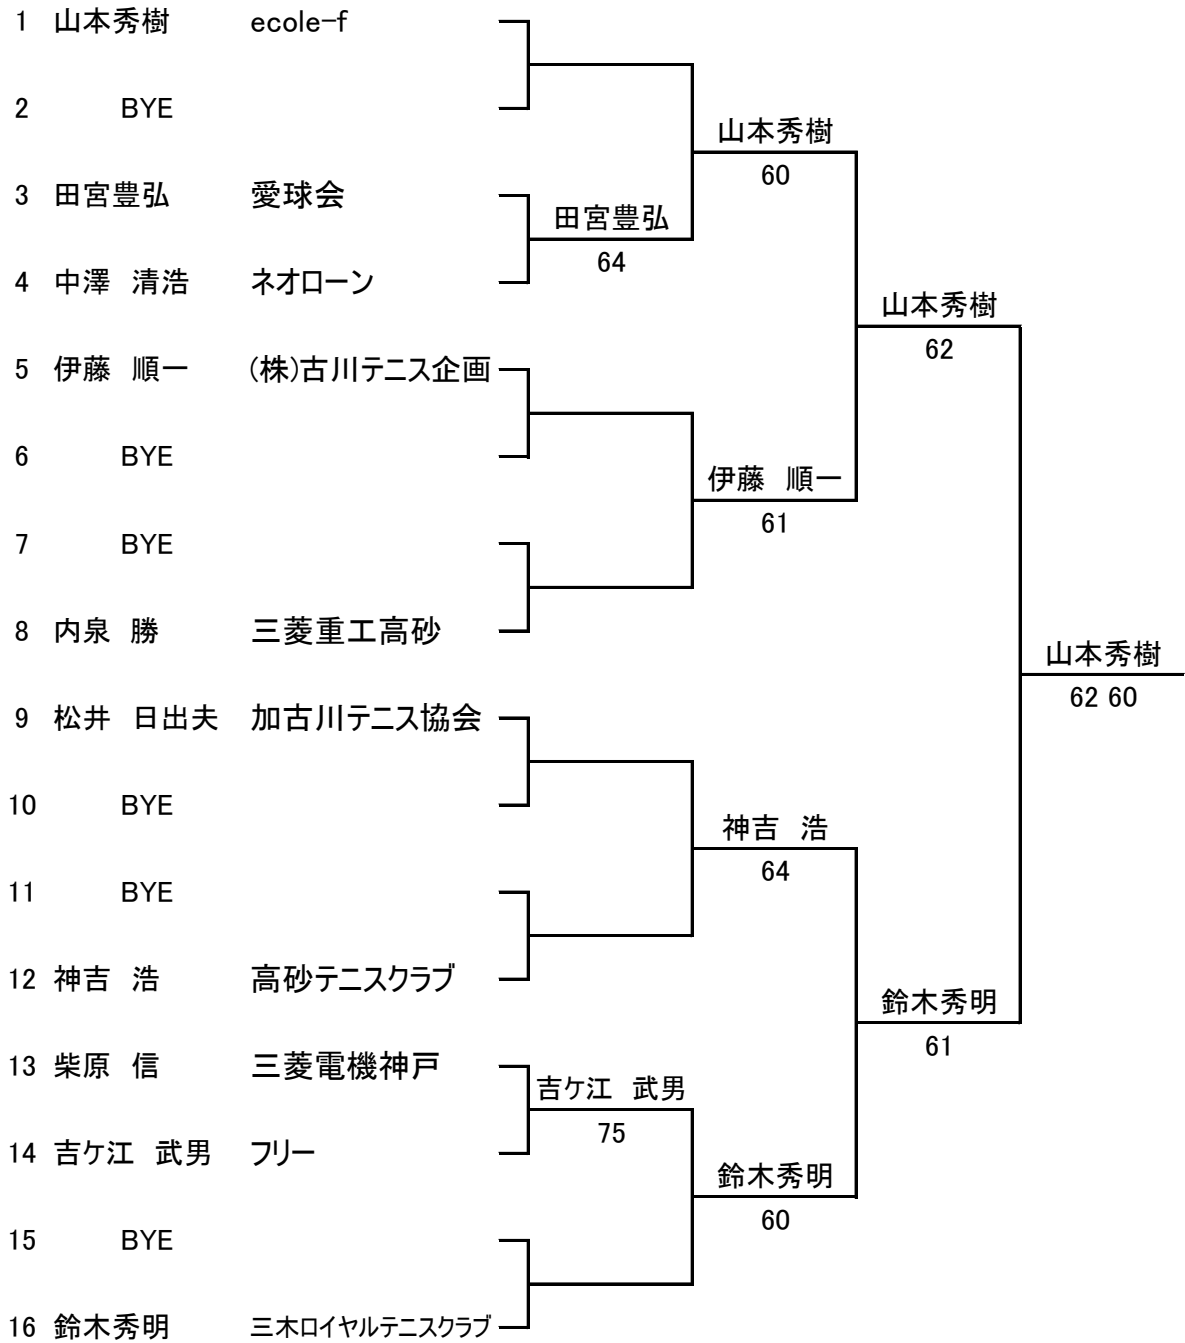 1 山本秀樹 ecole-f
2 BYE
山本秀樹
60
3 田宮豊弘 愛球会
田宮豊弘
64
4 中澤 清浩 ネオローン
山本秀樹
62
5 伊藤 順一 (株)古川テニス企画
6 BYE
伊藤 順一
61
7 BYE
8 内泉 勝 三菱重工高砂
山本秀樹
62 60
9 松井 日出夫 加古川テニス協会
10 BYE
神吉 浩
64
11 BYE
12 神吉 浩 高砂テニスクラブ
鈴木秀明
61
13 柴原 信 三菱電機神戸
吉ケ江 武男
75
14 吉ケ江 武男 フリー
鈴木秀明
60
15 BYE
16 鈴木秀明 三木ロイヤルテニスクラブ